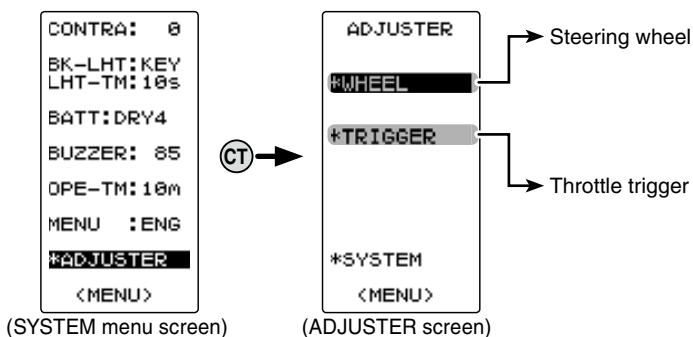 CONTRA: 0
BK-LHT:KEY
LHT-TM:10s
BATT:DRY4
BUZZER: 85
OPE-TM:10m
MENU :ENG
*ADJUSTER
<MENU>
(SYSTEM menu screen)
CT
ADJUSTER
*WHEEL
*TRIGGER
*SYSTEM
<MENU>
(ADJUSTER screen)
Steering wheel
Throttle trigger